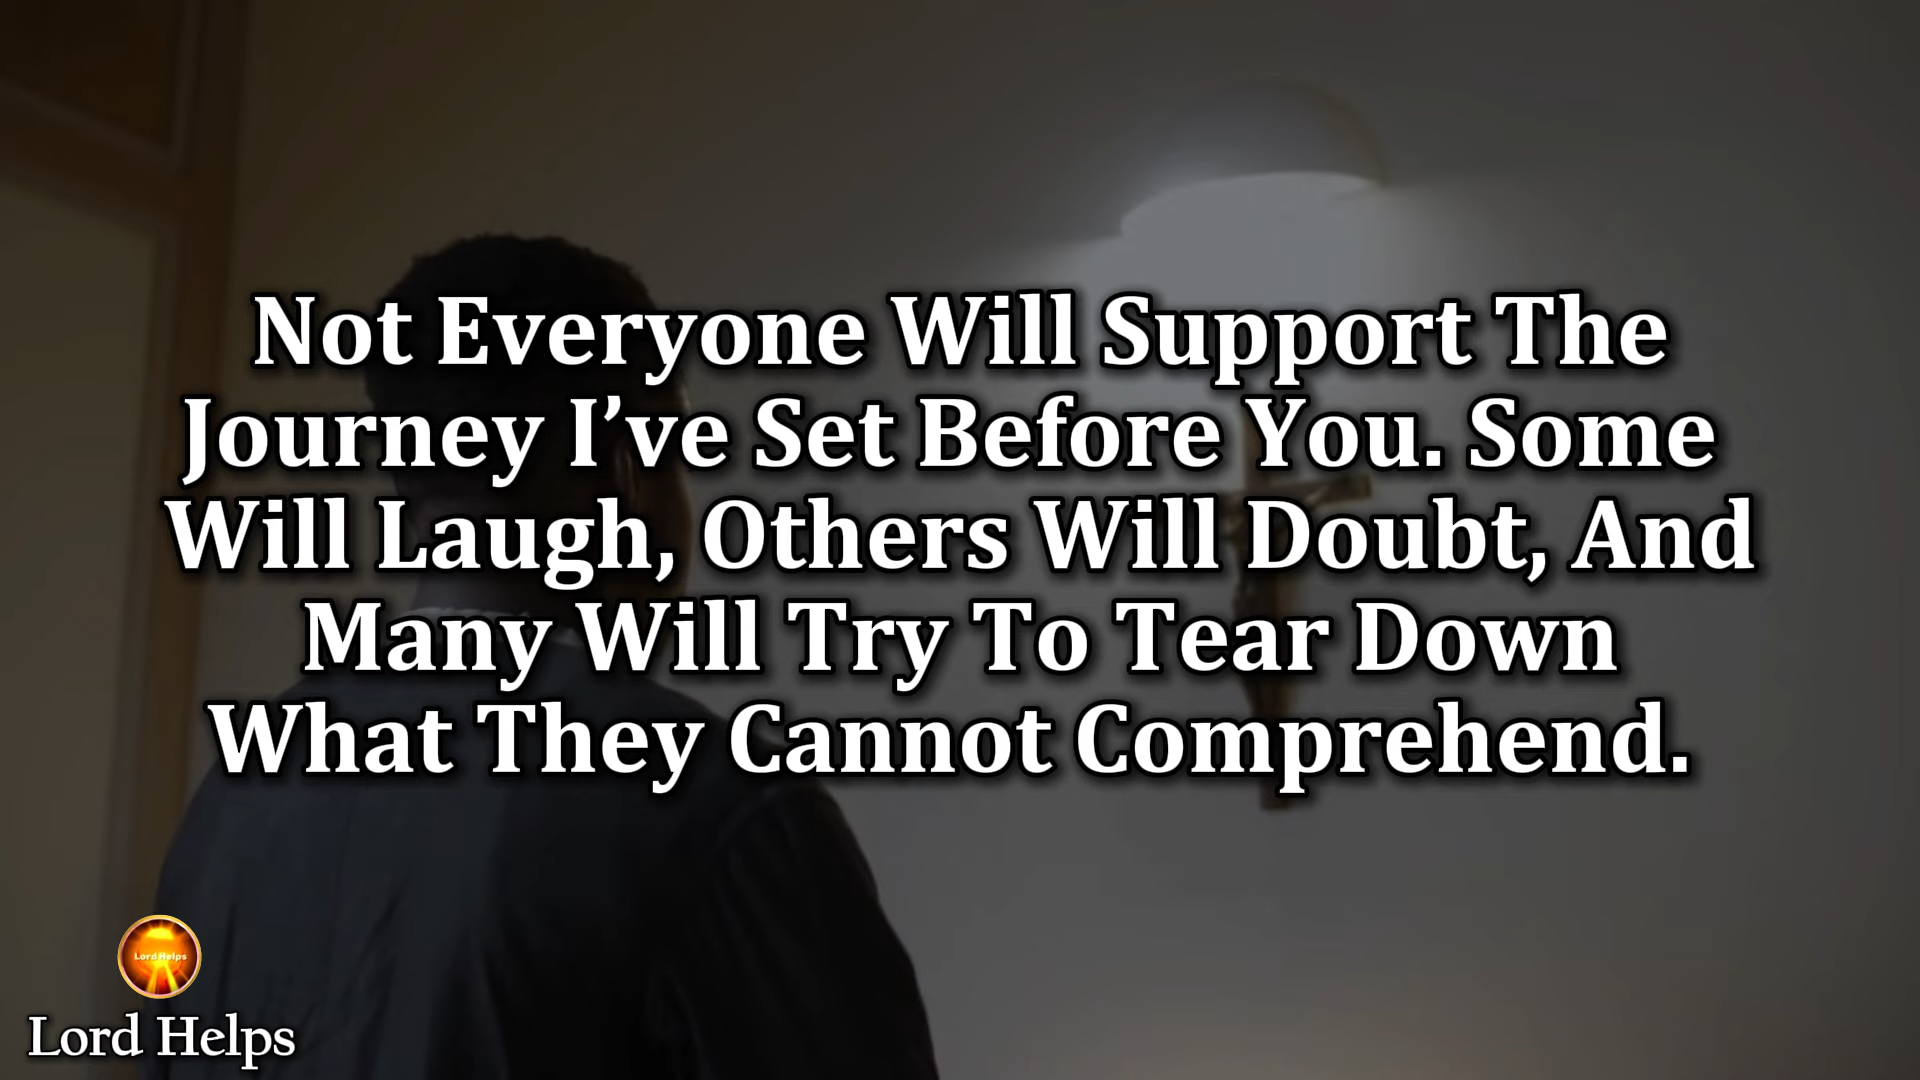 Not Everyone Will Support The
Journey I’ve Set Before You. Some
Will Laugh, Others Will Doubt, And
Many Will Try To Tear Down
What They Cannot Comprehend.
Lord Helps
Lord Helps